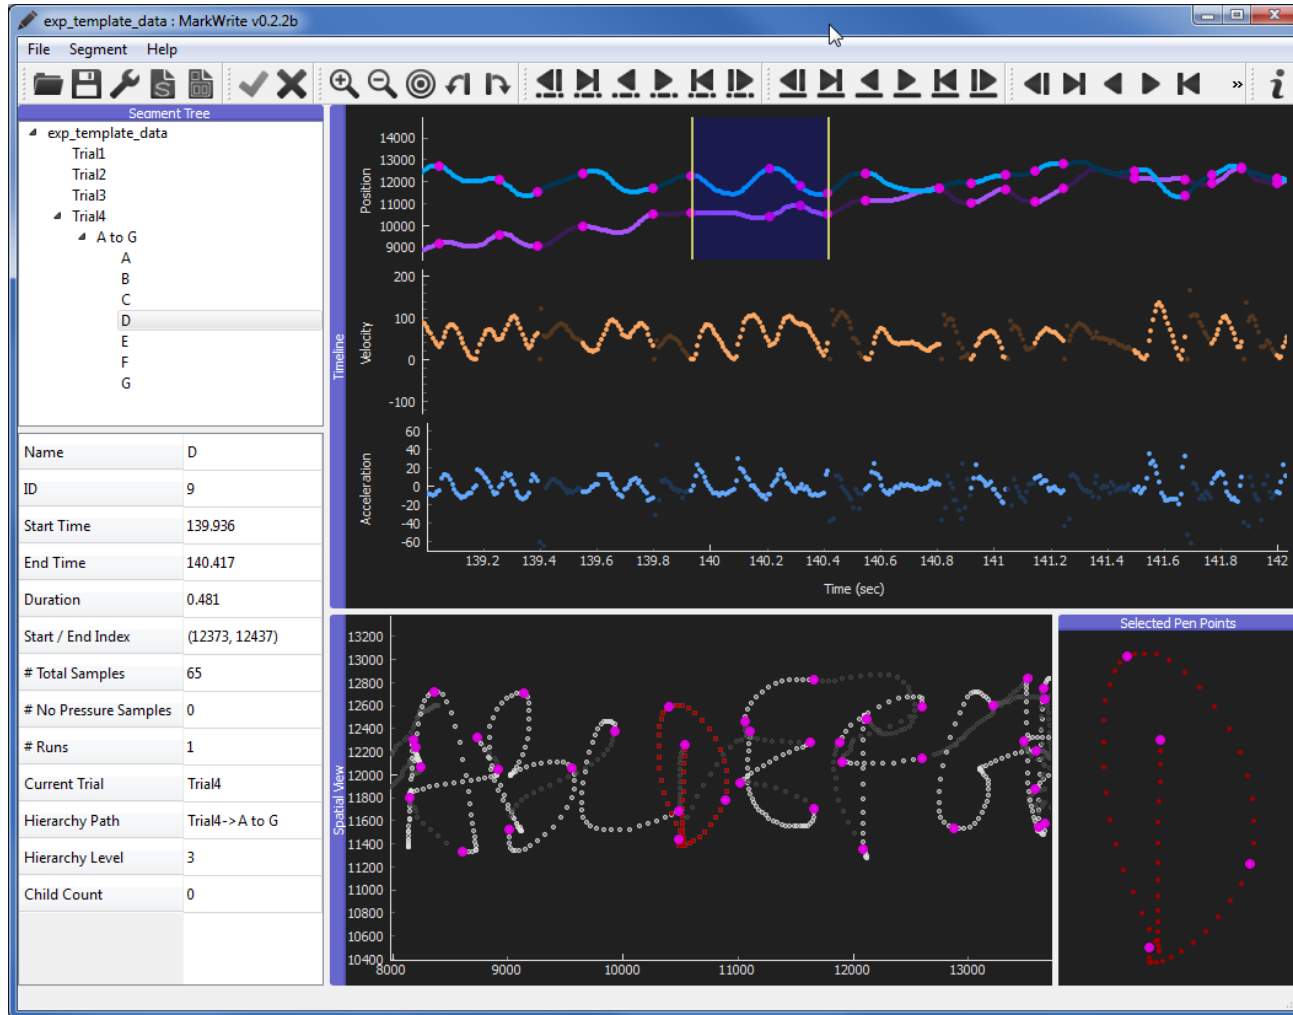 exp_template_data : MarkWrite v0.2.2b
File Segment Help
»
Segment Tree
exp_template_data
Trial1
Trial2
Trial3
Trial4
A to G
A
B
C
D
E
F
G
Name D
ID 9
Start Time 139.936
End Time 140.417
Duration 0.481
Start / End Index (12373, 12437)
# Total Samples 65
# No Pressure Samples 0
# Runs 1
Current Trial Trial4
Hierarchy Path Trial4->A to G
Hierarchy Level 3
Child Count 0
Timeline
Position
14000
13000
12000
11000
10000
9000
Velocity
200
100
0
-100
Acceleration
60
40
20
0
-20
-40
-60
139.2 139.4 139.6 139.8 140 140.2 140.4 140.6 140.8 141 141.2 141.4 141.6 141.8 142
Time (sec)
Spatial View
13200
13000
12800
12600
12400
12200
12000
11800
11600
11400
11200
11000
10800
10600
10400
8000 9000 10000 11000 12000 13000
A B C D E F G
Selected Pen Points
D